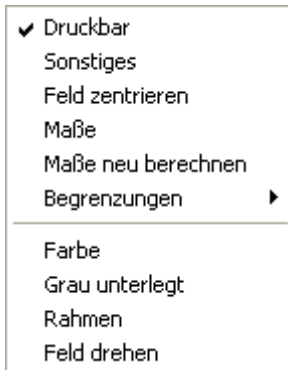 Druckbar
Sonstiges
Feld zentrieren
Maße
Maße neu berechnen
Begrenzungen
Farbe
Grau unterlegt
Rahmen
Feld drehen